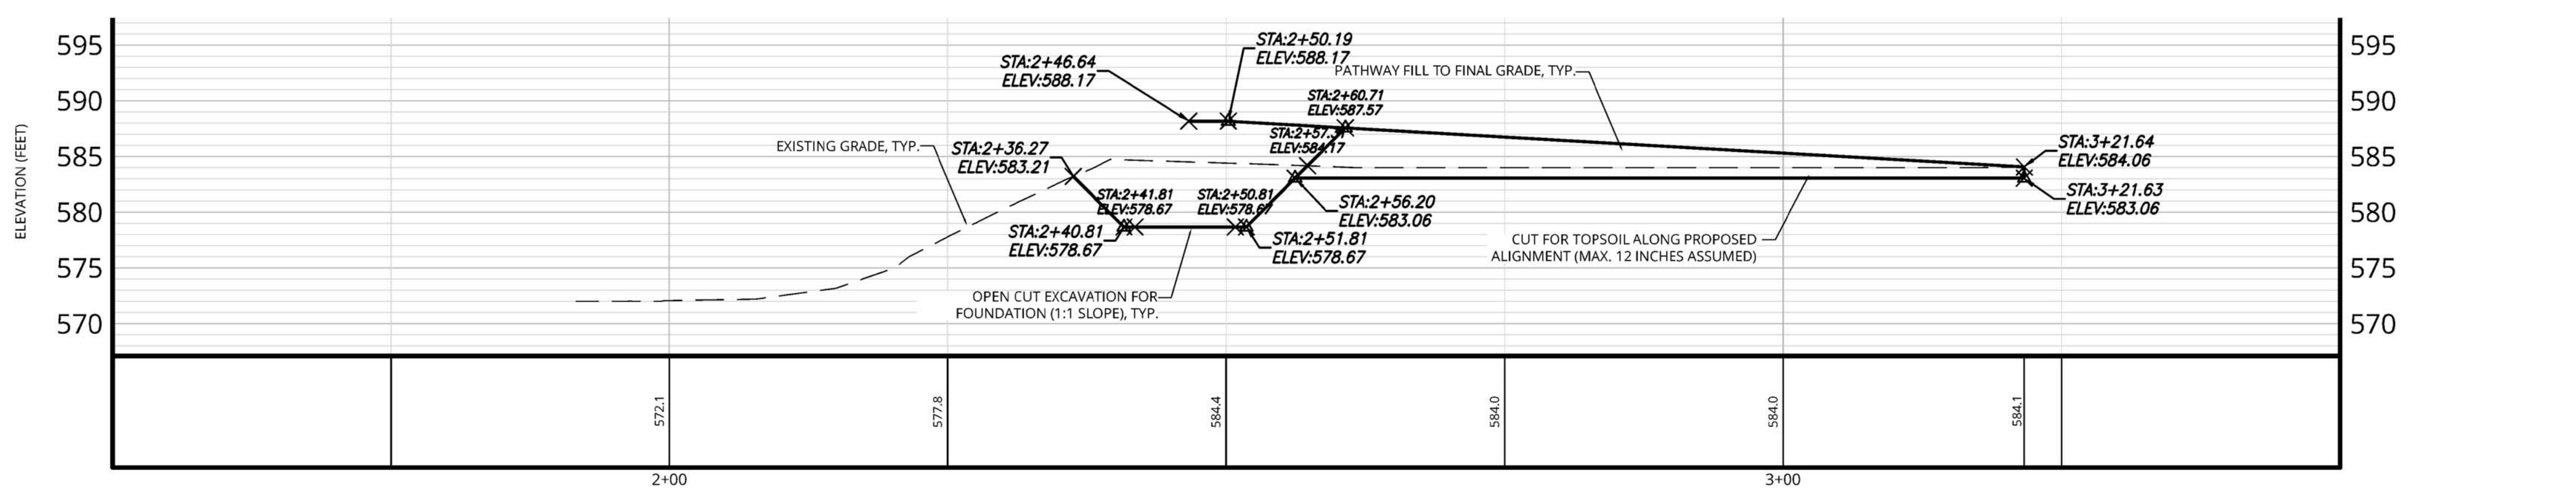 ELEVATION (FEET)
595
590
585
580
575
570
STA:2+46.64
ELEV:588.17
STA:2+50.19
ELEV:588.17
PATHWAY FILL TO FINAL GRADE, TYP.
STA:2+60.71
ELEV:587.57
ELEV:584.17
EXISTING GRADE, TYP.
STA:2+36.27
ELEV:583.21
STA:2+41.81
ELEV:578.67
STA:2+50.81
ELEV:578.67
STA:2+40.81
ELEV:578.67
STA:2+51.81
ELEV:578.67
STA:2+56.20
ELEV:583.06
STA:3+21.64
ELEV:584.06
STA:3+21.63
ELEV:583.06
CUT FOR TOPSOIL ALONG PROPOSED
ALIGNMENT (MAX. 12 INCHES ASSUMED)
OPEN CUT EXCAVATION FOR
FOUNDATION (1:1 SLOPE), TYP.
595
590
585
580
575
570
572.1
577.8
584.4
584.0
584.0
584.1
2+00
3+00